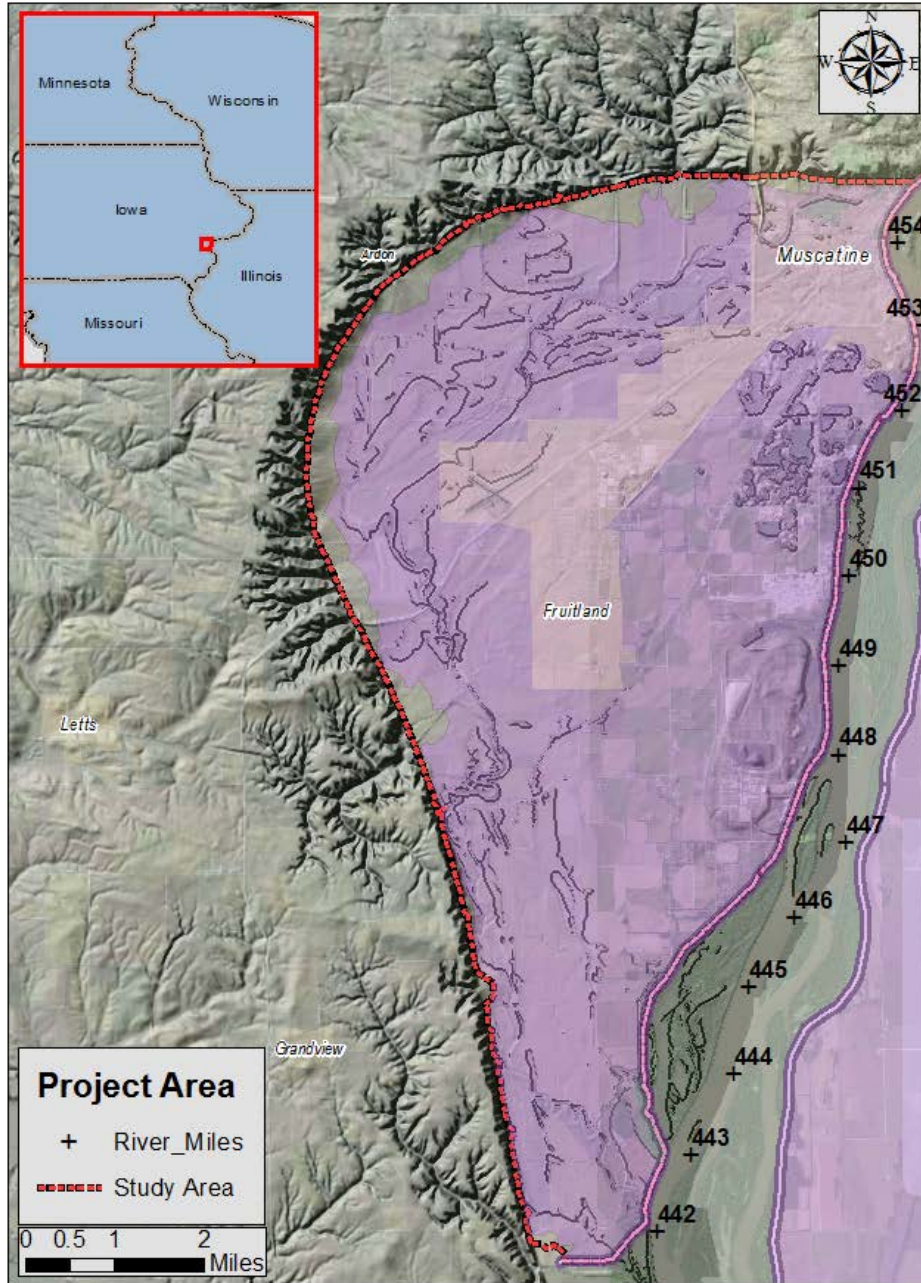 Minnesota
Wisconsin
Iowa
Illinois
Missouri
N
W
E
S
Ardon
Muscatine
454
453
452
451
450
Fruitland
449
Letts
448
447
446
445
Grandview
444
443
442
Project Area
River_Miles
Study Area
0 0.5 1 2
Miles